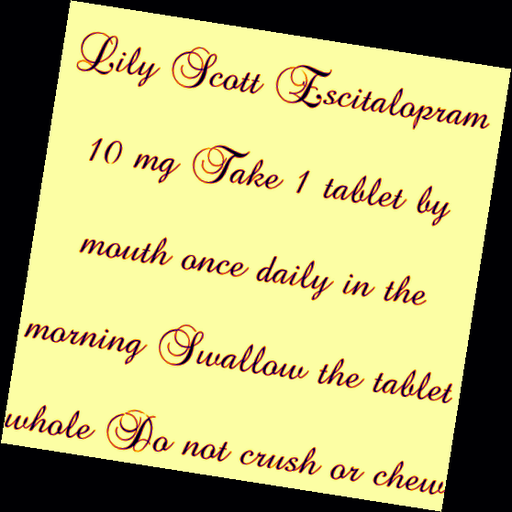 Lily Scott Escitalopram
10 mg Take 1 tablet by
mouth once daily in the
morning Swallow the tablet
whole Do not crush or chew